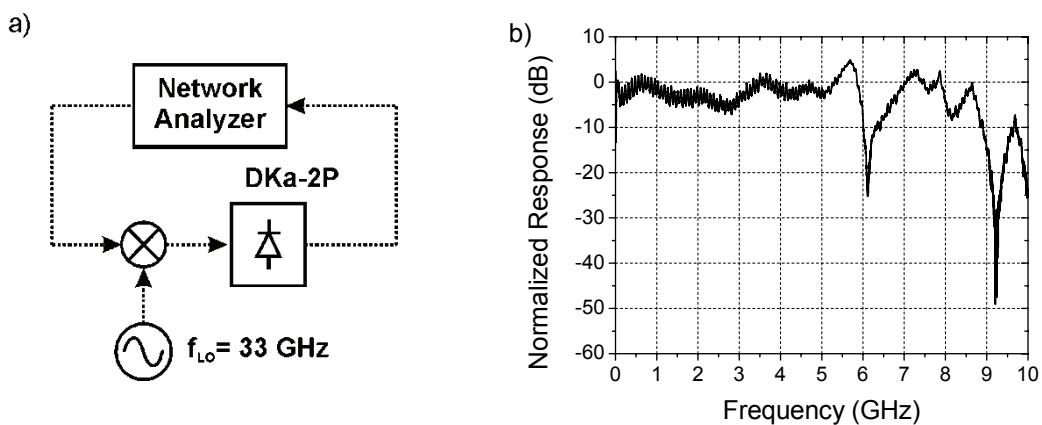 a)
Network
Analyzer
DKa-2P
f_LO= 33 GHz
b)
Normalized Response (dB)
10
0
-10
-20
-30
-40
-50
-60
0 1 2 3 4 5 6 7 8 9 10
Frequency (GHz)